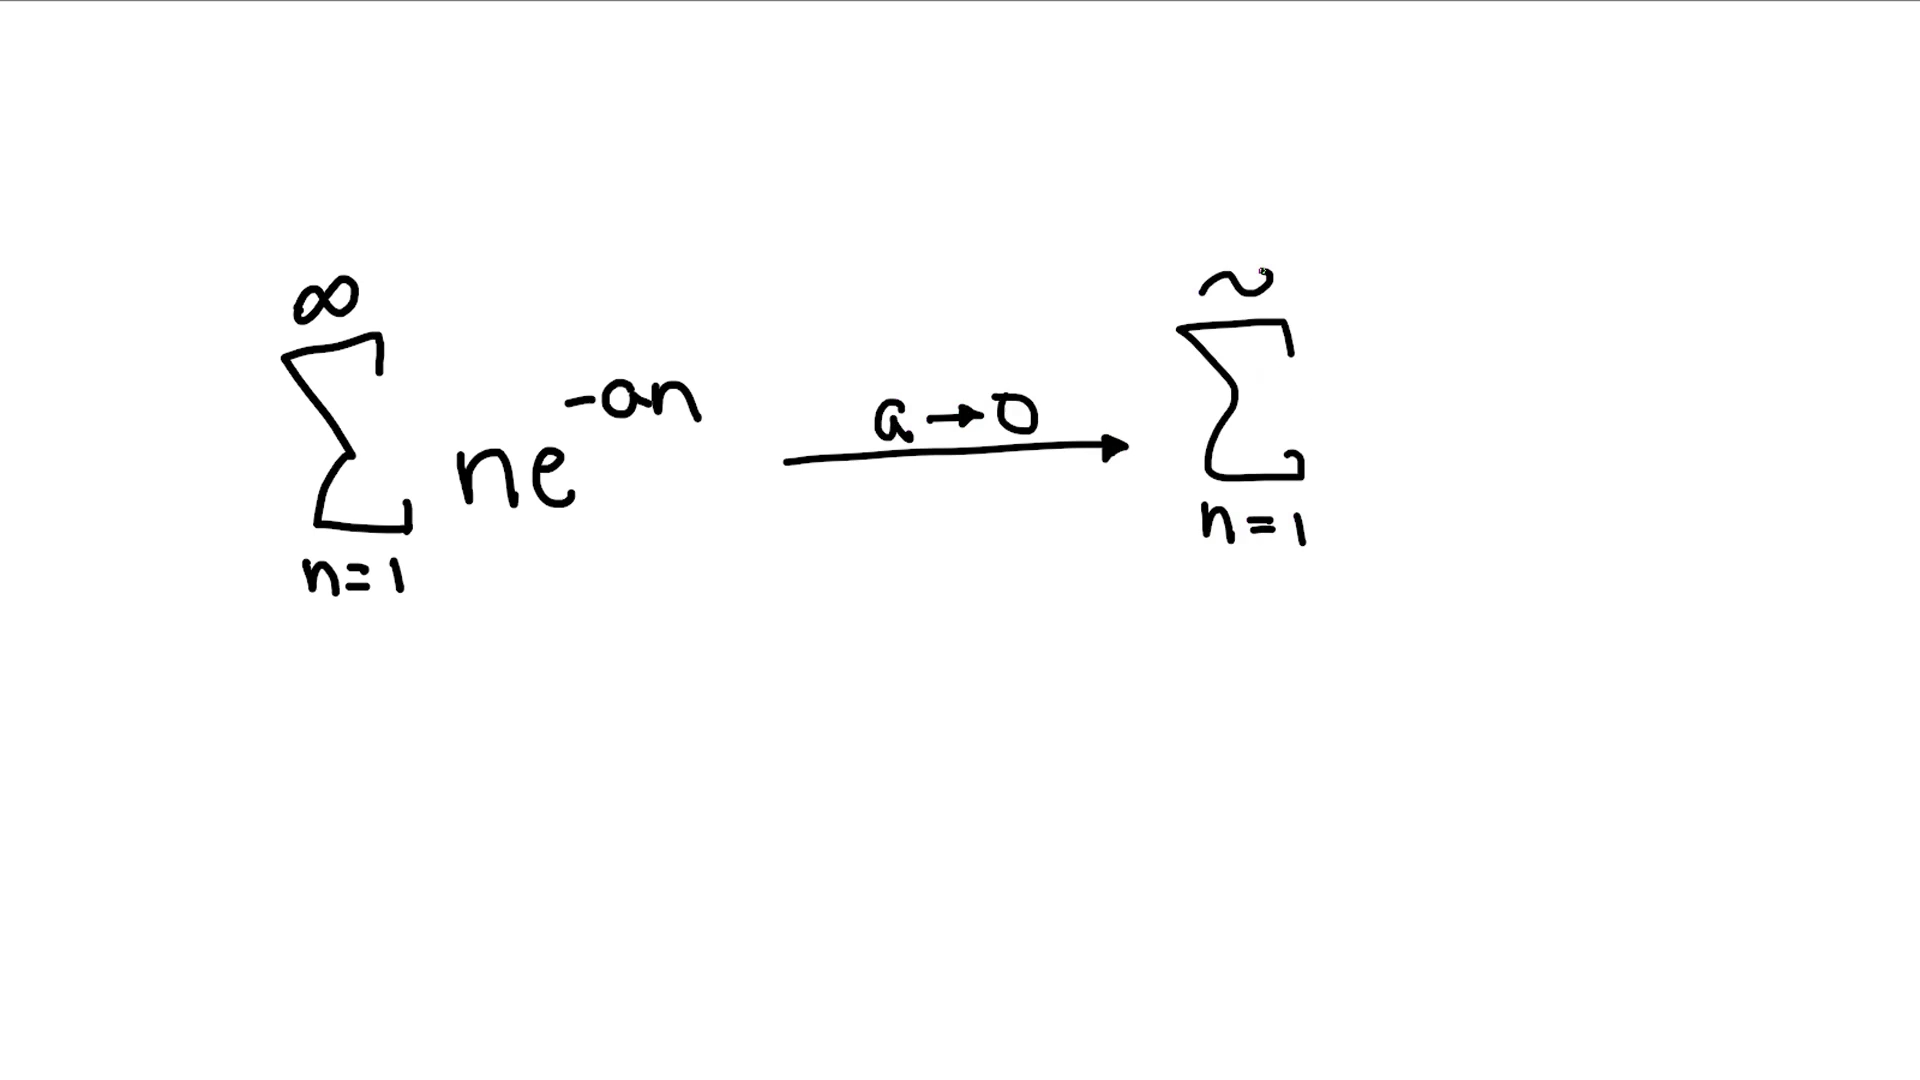 ∞ ~
∑ ne^{-an} a→0 ⟶ ∑
n=1 n=1